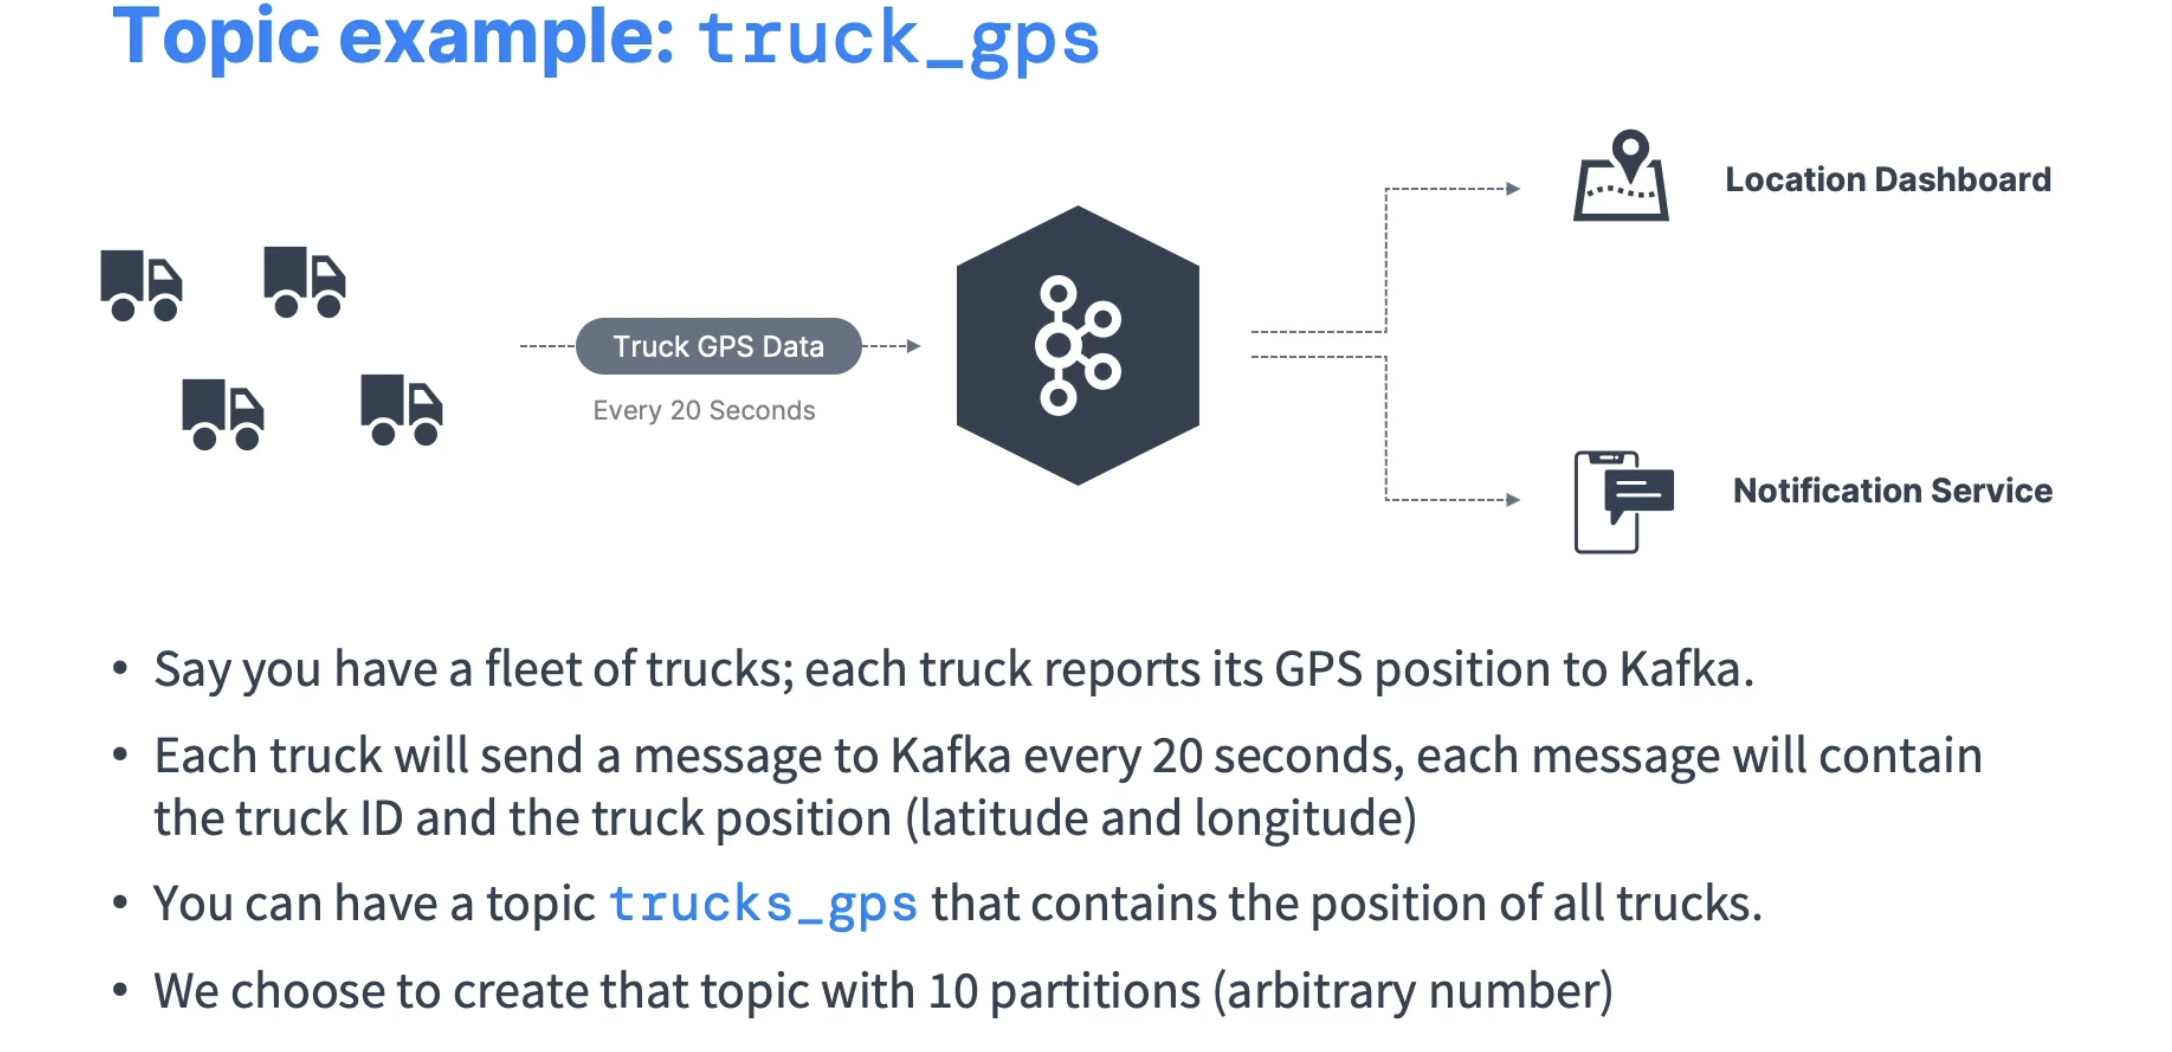 Topic example: truck_gps
Location Dashboard
Truck GPS Data
Every 20 Seconds
Notification Service
• Say you have a fleet of trucks; each truck reports its GPS position to Kafka.
• Each truck will send a message to Kafka every 20 seconds, each message will contain
the truck ID and the truck position (latitude and longitude)
• You can have a topic trucks_gps that contains the position of all trucks.
• We choose to create that topic with 10 partitions (arbitrary number)